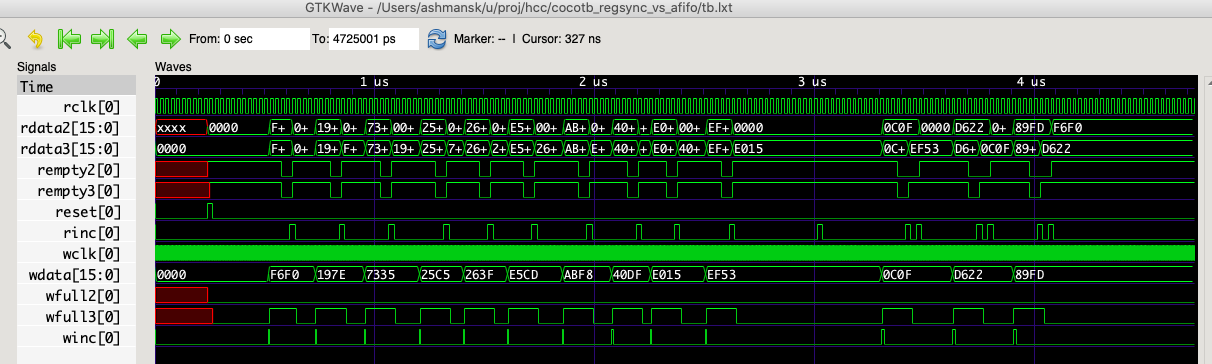 GTKWave - /Users/ashmansk/u/proj/hcc/cocotb_regsync_vs_afifo/tb.lxt
From: 0 sec To: 4725001 ps Marker: -- | Cursor: 327 ns
Signals Waves
Time 0 1 us 2 us 3 us 4 us
rclk[0]
rdata2[15:0] xxxx 0000 F+ 0+ 19+ 0+ 73+ 00+ 25+ 0+ 26+ 0+ E5+ 00+ AB+ 0+ 40+ + E0+ 00+ EF+ 0000 0C0F 0000 D622 0+ 89FD F6F0
rdata3[15:0] 0000 F+ 0+ 19+ F+ 73+ 19+ 25+ 7+ 26+ 2+ E5+ 26+ AB+ E+ 40+ + E0+ 40+ EF+ E015 0C+ EF53 D6+ 0C0F 89+ D622
rempty2[0]
rempty3[0]
reset[0]
rinc[0]
wclk[0]
wdata[15:0] 0000 F6F0 197E 7335 25C5 263F E5CD ABF8 40DF E015 EF53 0C0F D622 89FD
wfull2[0]
wfull3[0]
winc[0]